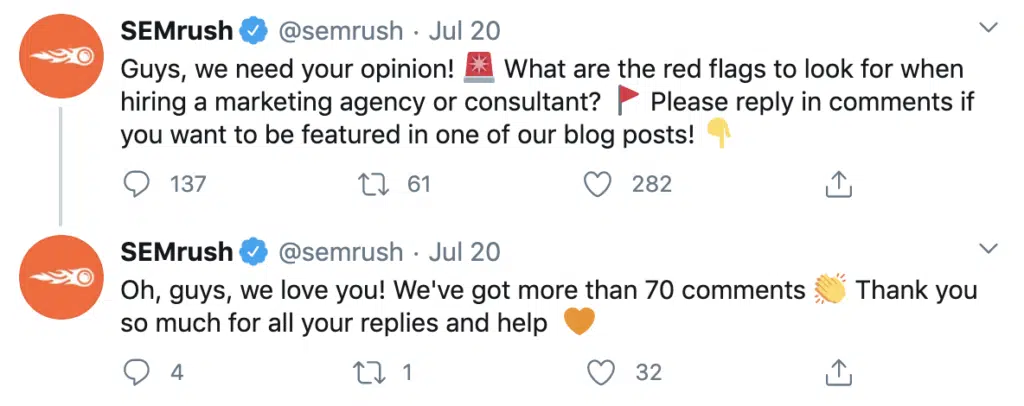 SEMrush @semrush · Jul 20
Guys, we need your opinion! 🚨 What are the red flags to look for when
hiring a marketing agency or consultant? 🚩 Please reply in comments if
you want to be featured in one of our blog posts! 👇
137 61 282
SEMrush @semrush · Jul 20
Oh, guys, we love you! We've got more than 70 comments 👏 Thank you
so much for all your replies and help 🧡
4 1 32